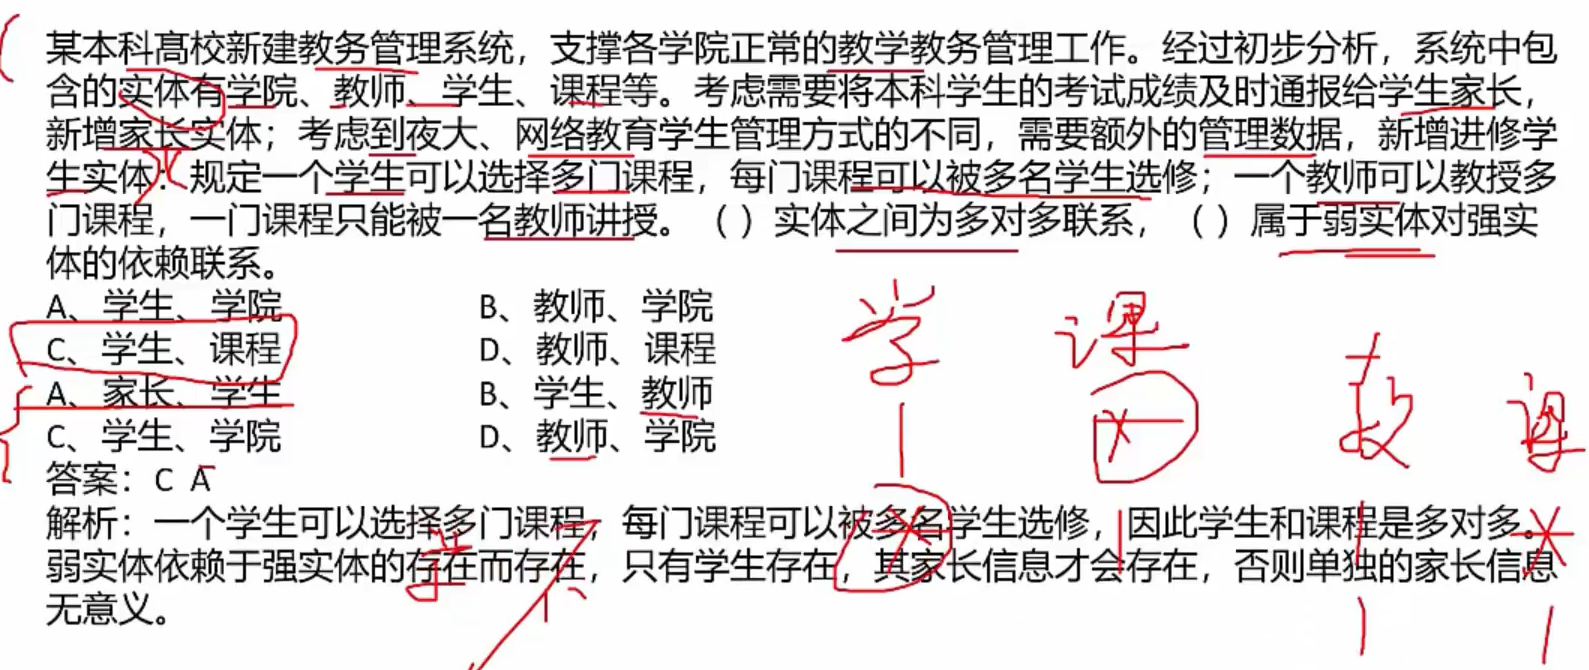 某本科高校新建教务管理系统，支撑各学院正常的教学教务管理工作。经过初步分析，系统中包
含的实体有学院、教师、学生、课程等。考虑需要将本科学生的考试成绩及时通报给学生家长，
新增家长实体；考虑到夜大、网络教育学生管理方式的不同，需要额外的管理数据，新增进修学
生实体：规定一个学生可以选择多门课程，每门课程可以被多名学生选修；一个教师可以教授多
门课程，一门课程只能被一名教师讲授。（ ）实体之间为多对多联系，（ ）属于弱实体对强实
体的依赖联系。
A、学生、学院 B、教师、学院
C、学生、课程 D、教师、课程
A、家长、学生 B、学生、教师
C、学生、学院 D、教师、学院
答案：C A
解析：一个学生可以选择多门课程，每门课程可以被多名学生选修，因此学生和课程是多对多。
弱实体依赖于强实体的存在而存在，只有学生存在，其家长信息才会存在，否则单独的家长信息
无意义。
学 课
教 课
学